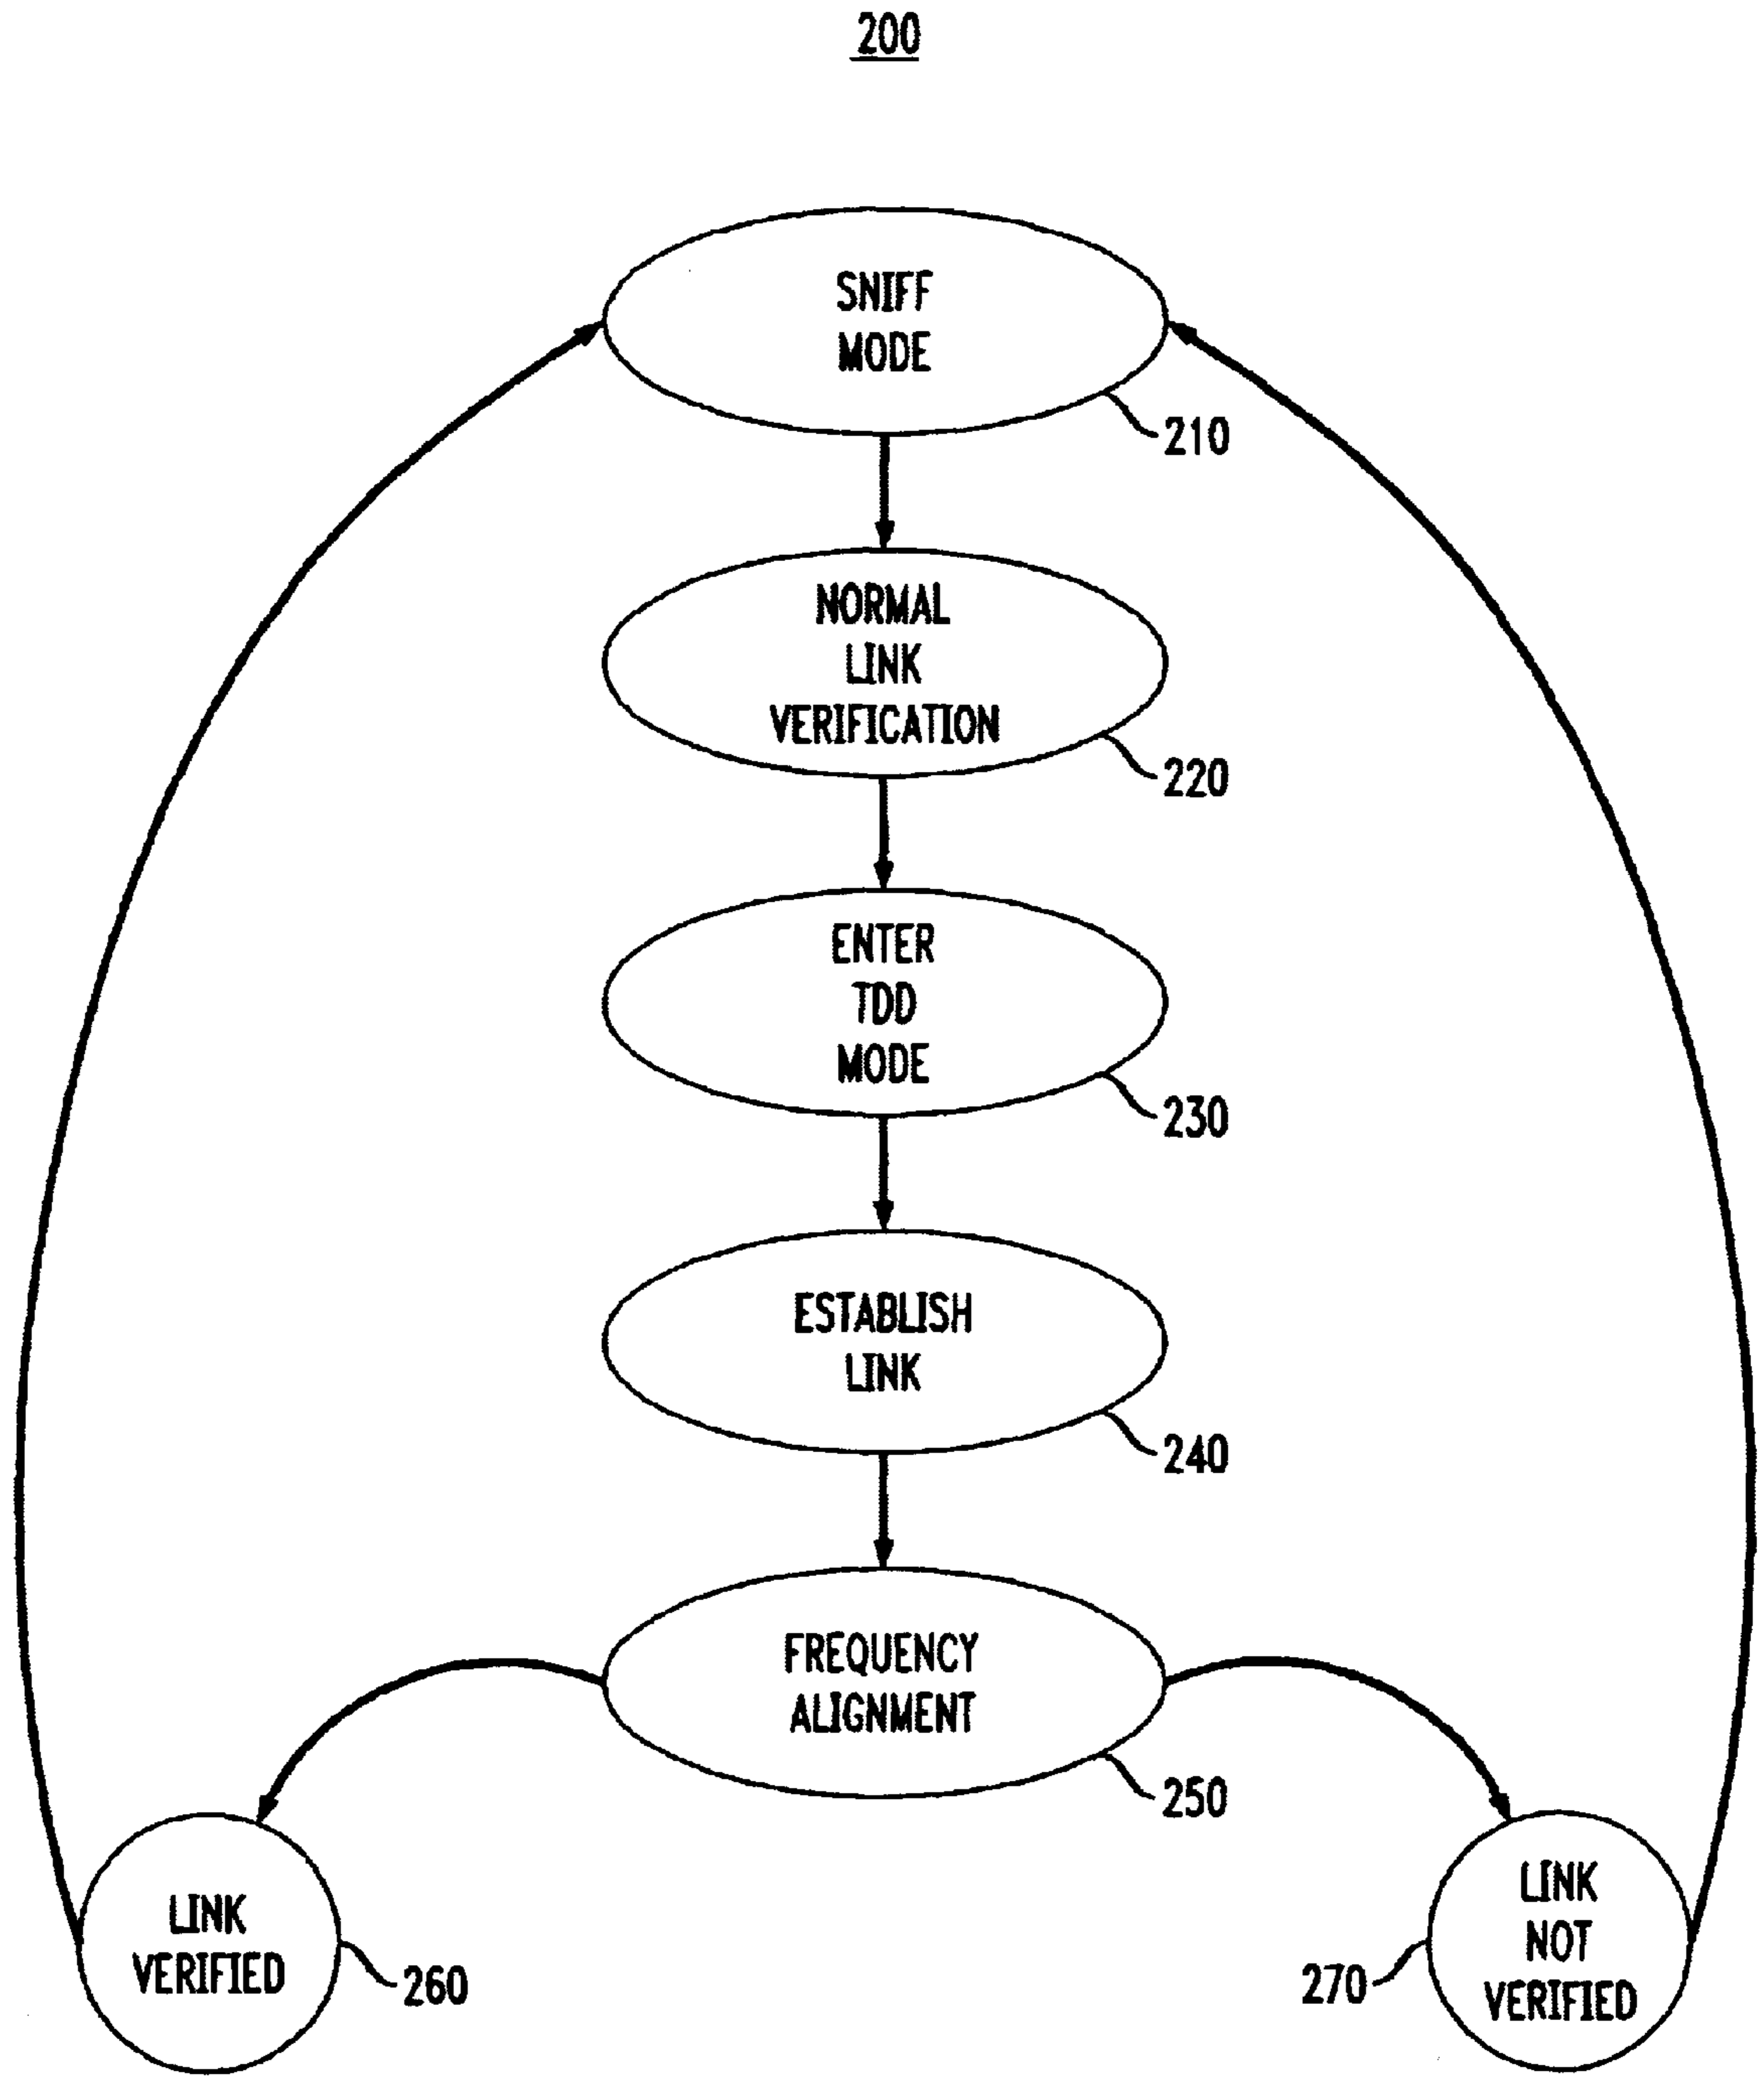 200
SNIFF
MODE
210
NORMAL
LINK
VERIFICATION
220
ENTER
TDD
MODE
230
ESTABLISH
LINK
240
FREQUENCY
ALIGNMENT
250
LINK
VERIFIED
260
LINK
NOT
VERIFIED
270